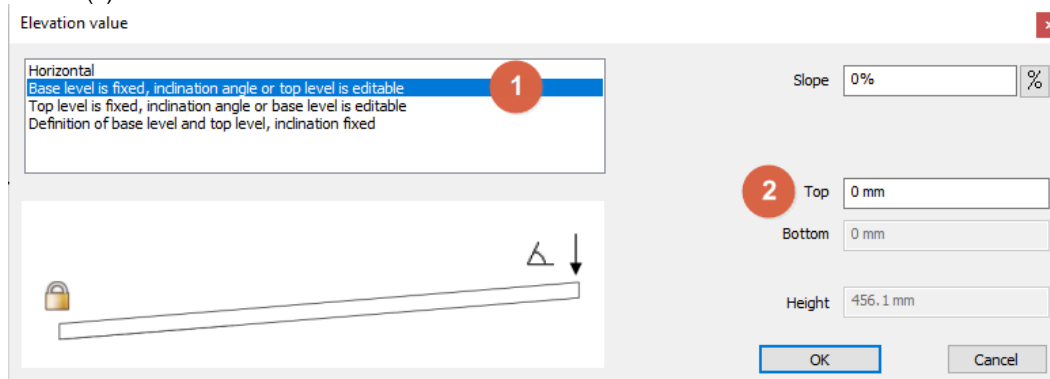 Elevation value
x
Horizontal
Base level is fixed, inclination angle or top level is editable
Top level is fixed, inclination angle or base level is editable
Definition of base level and top level, inclination fixed
1
Slope 0% %
2 Top 0 mm
Bottom 0 mm
Height 456.1 mm
OK Cancel